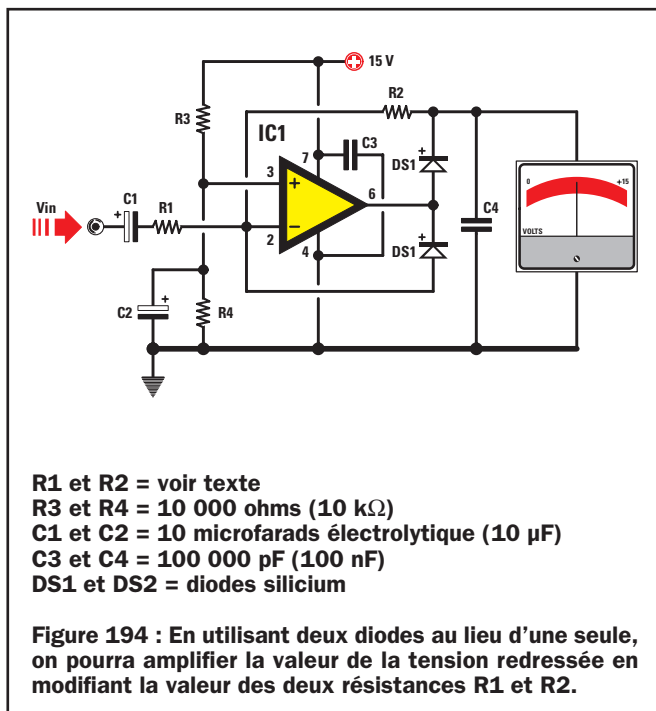 15 V
R2
R3
IC1
C3
7
DS1
3
+
C1
R1
6
Vin
+
C4
0
+15
−
2
4
DS1
VOLTS
+
+
+
C2
R4
R1 et R2 = voir texte
R3 et R4 = 10 000 ohms (10 kΩ)
C1 et C2 = 10 microfarads électrolytique (10 µF)
C3 et C4 = 100 000 pF (100 nF)
DS1 et DS2 = diodes silicium
Figure 194 : En utilisant deux diodes au lieu d’une seule,
on pourra amplifier la valeur de la tension redressée en
modifiant la valeur des deux résistances R1 et R2.